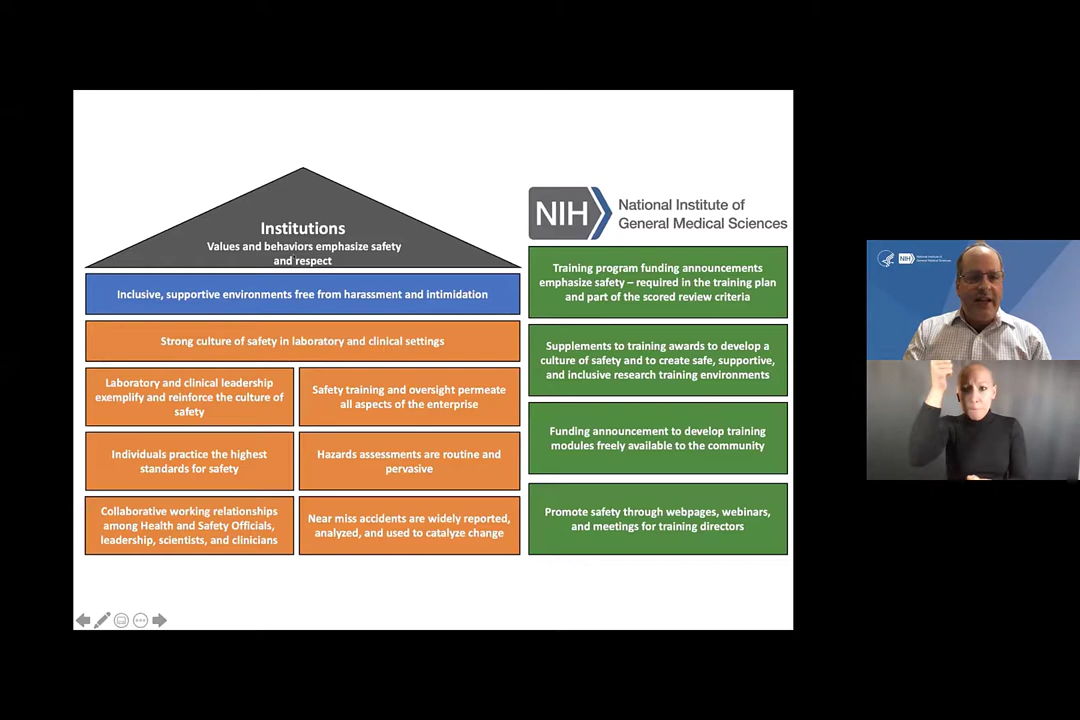 Institutions
Values and behaviors emphasize safety
and respect
Inclusive, supportive environments free from harassment and intimidation
Strong culture of safety in laboratory and clinical settings
Laboratory and clinical leadership
exemplify and reinforce the culture of
safety
Safety training and oversight permeate
all aspects of the enterprise
Individuals practice the highest
standards for safety
Hazards assessments are routine and
pervasive
Collaborative working relationships
among Health and Safety Officials,
leadership, scientists, and clinicians
Near miss accidents are widely reported,
analyzed, and used to catalyze change
NIH
National Institute of
General Medical Sciences
Training program funding announcements
emphasize safety – required in the training plan
and part of the scored review criteria
Supplements to training awards to develop a
culture of safety and to create safe, supportive,
and inclusive research training environments
Funding announcement to develop training
modules freely available to the community
Promote safety through webpages, webinars,
and meetings for training directors
NIH
National Institute of
General Medical Sciences